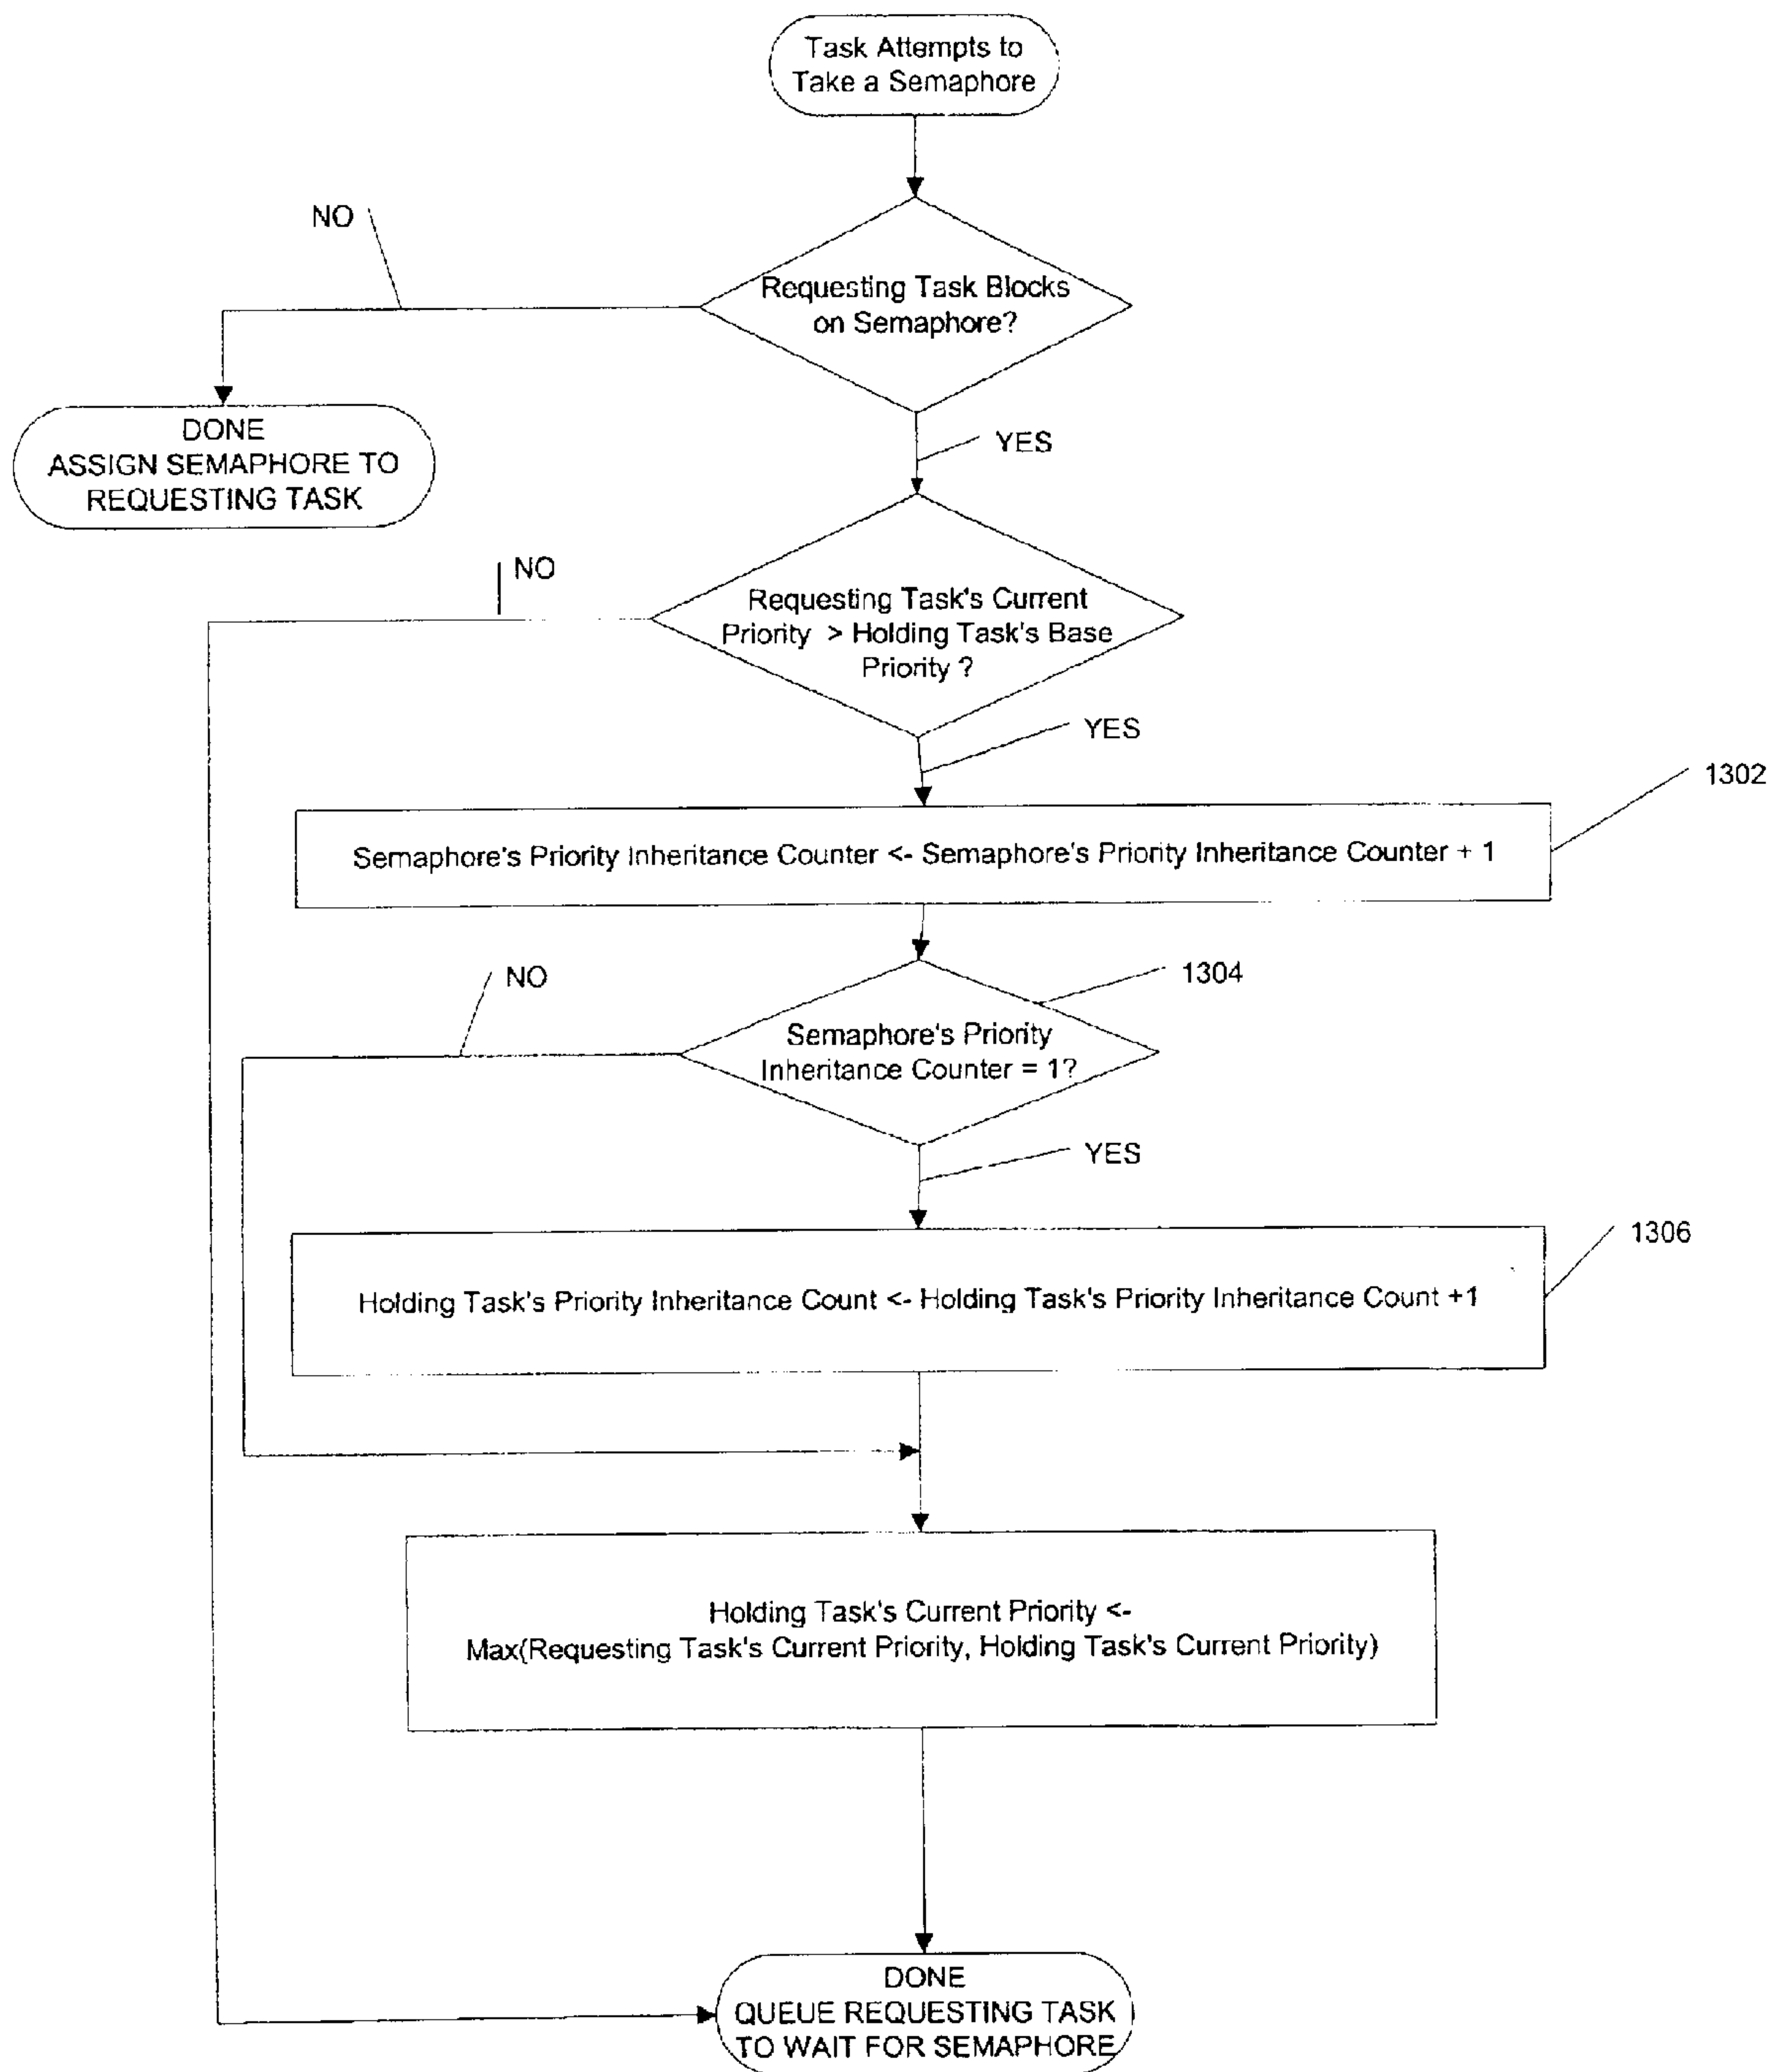 Task Attempts to
Take a Semaphore
NO
Requesting Task Blocks
on Semaphore?
DONE
ASSIGN SEMAPHORE TO
REQUESTING TASK
YES
NO
Requesting Task's Current
Priority > Holding Task's Base
Priority ?
YES
1302
Semaphore's Priority Inheritance Counter <- Semaphore's Priority Inheritance Counter + 1
NO
1304
Semaphore's Priority
Inheritance Counter = 1?
YES
1306
Holding Task's Priority Inheritance Count <- Holding Task's Priority Inheritance Count +1
Holding Task's Current Priority <-
Max(Requesting Task's Current Priority, Holding Task's Current Priority)
DONE
QUEUE REQUESTING TASK
TO WAIT FOR SEMAPHORE